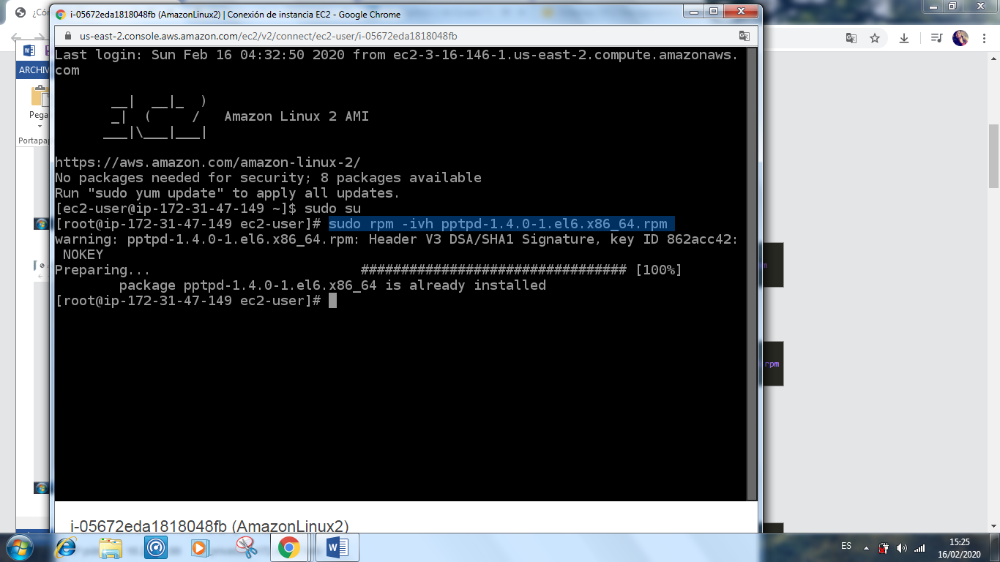 ¿Cón
i-05672eda1818048fb (AmazonLinux2) | Conexión de instancia EC2 - Google Chrome
us-east-2.console.aws.amazon.com/ec2/v2/connect/ec2-user/i-05672eda1818048fb
ARCHIV
Pega
Portapap
Last login: Sun Feb 16 04:32:50 2020 from ec2-3-16-146-1.us-east-2.compute.amazonaws.
com
__|  __|_  )
_|  (     /   Amazon Linux 2 AMI
___|\___|___|
https://aws.amazon.com/amazon-linux-2/
No packages needed for security; 8 packages available
Run "sudo yum update" to apply all updates.
[ec2-user@ip-172-31-47-149 ~]$ sudo su
[root@ip-172-31-47-149 ec2-user]# sudo rpm -ivh pptpd-1.4.0-1.el6.x86_64.rpm
warning: pptpd-1.4.0-1.el6.x86_64.rpm: Header V3 DSA/SHA1 Signature, key ID 862acc42:
NOKEY
Preparing...                          ################################# [100%]
package pptpd-1.4.0-1.el6.x86_64 is already installed
[root@ip-172-31-47-149 ec2-user]#
rpm
i-05672eda1818048fb (AmazonLinux2)
ES
15:25
16/02/2020